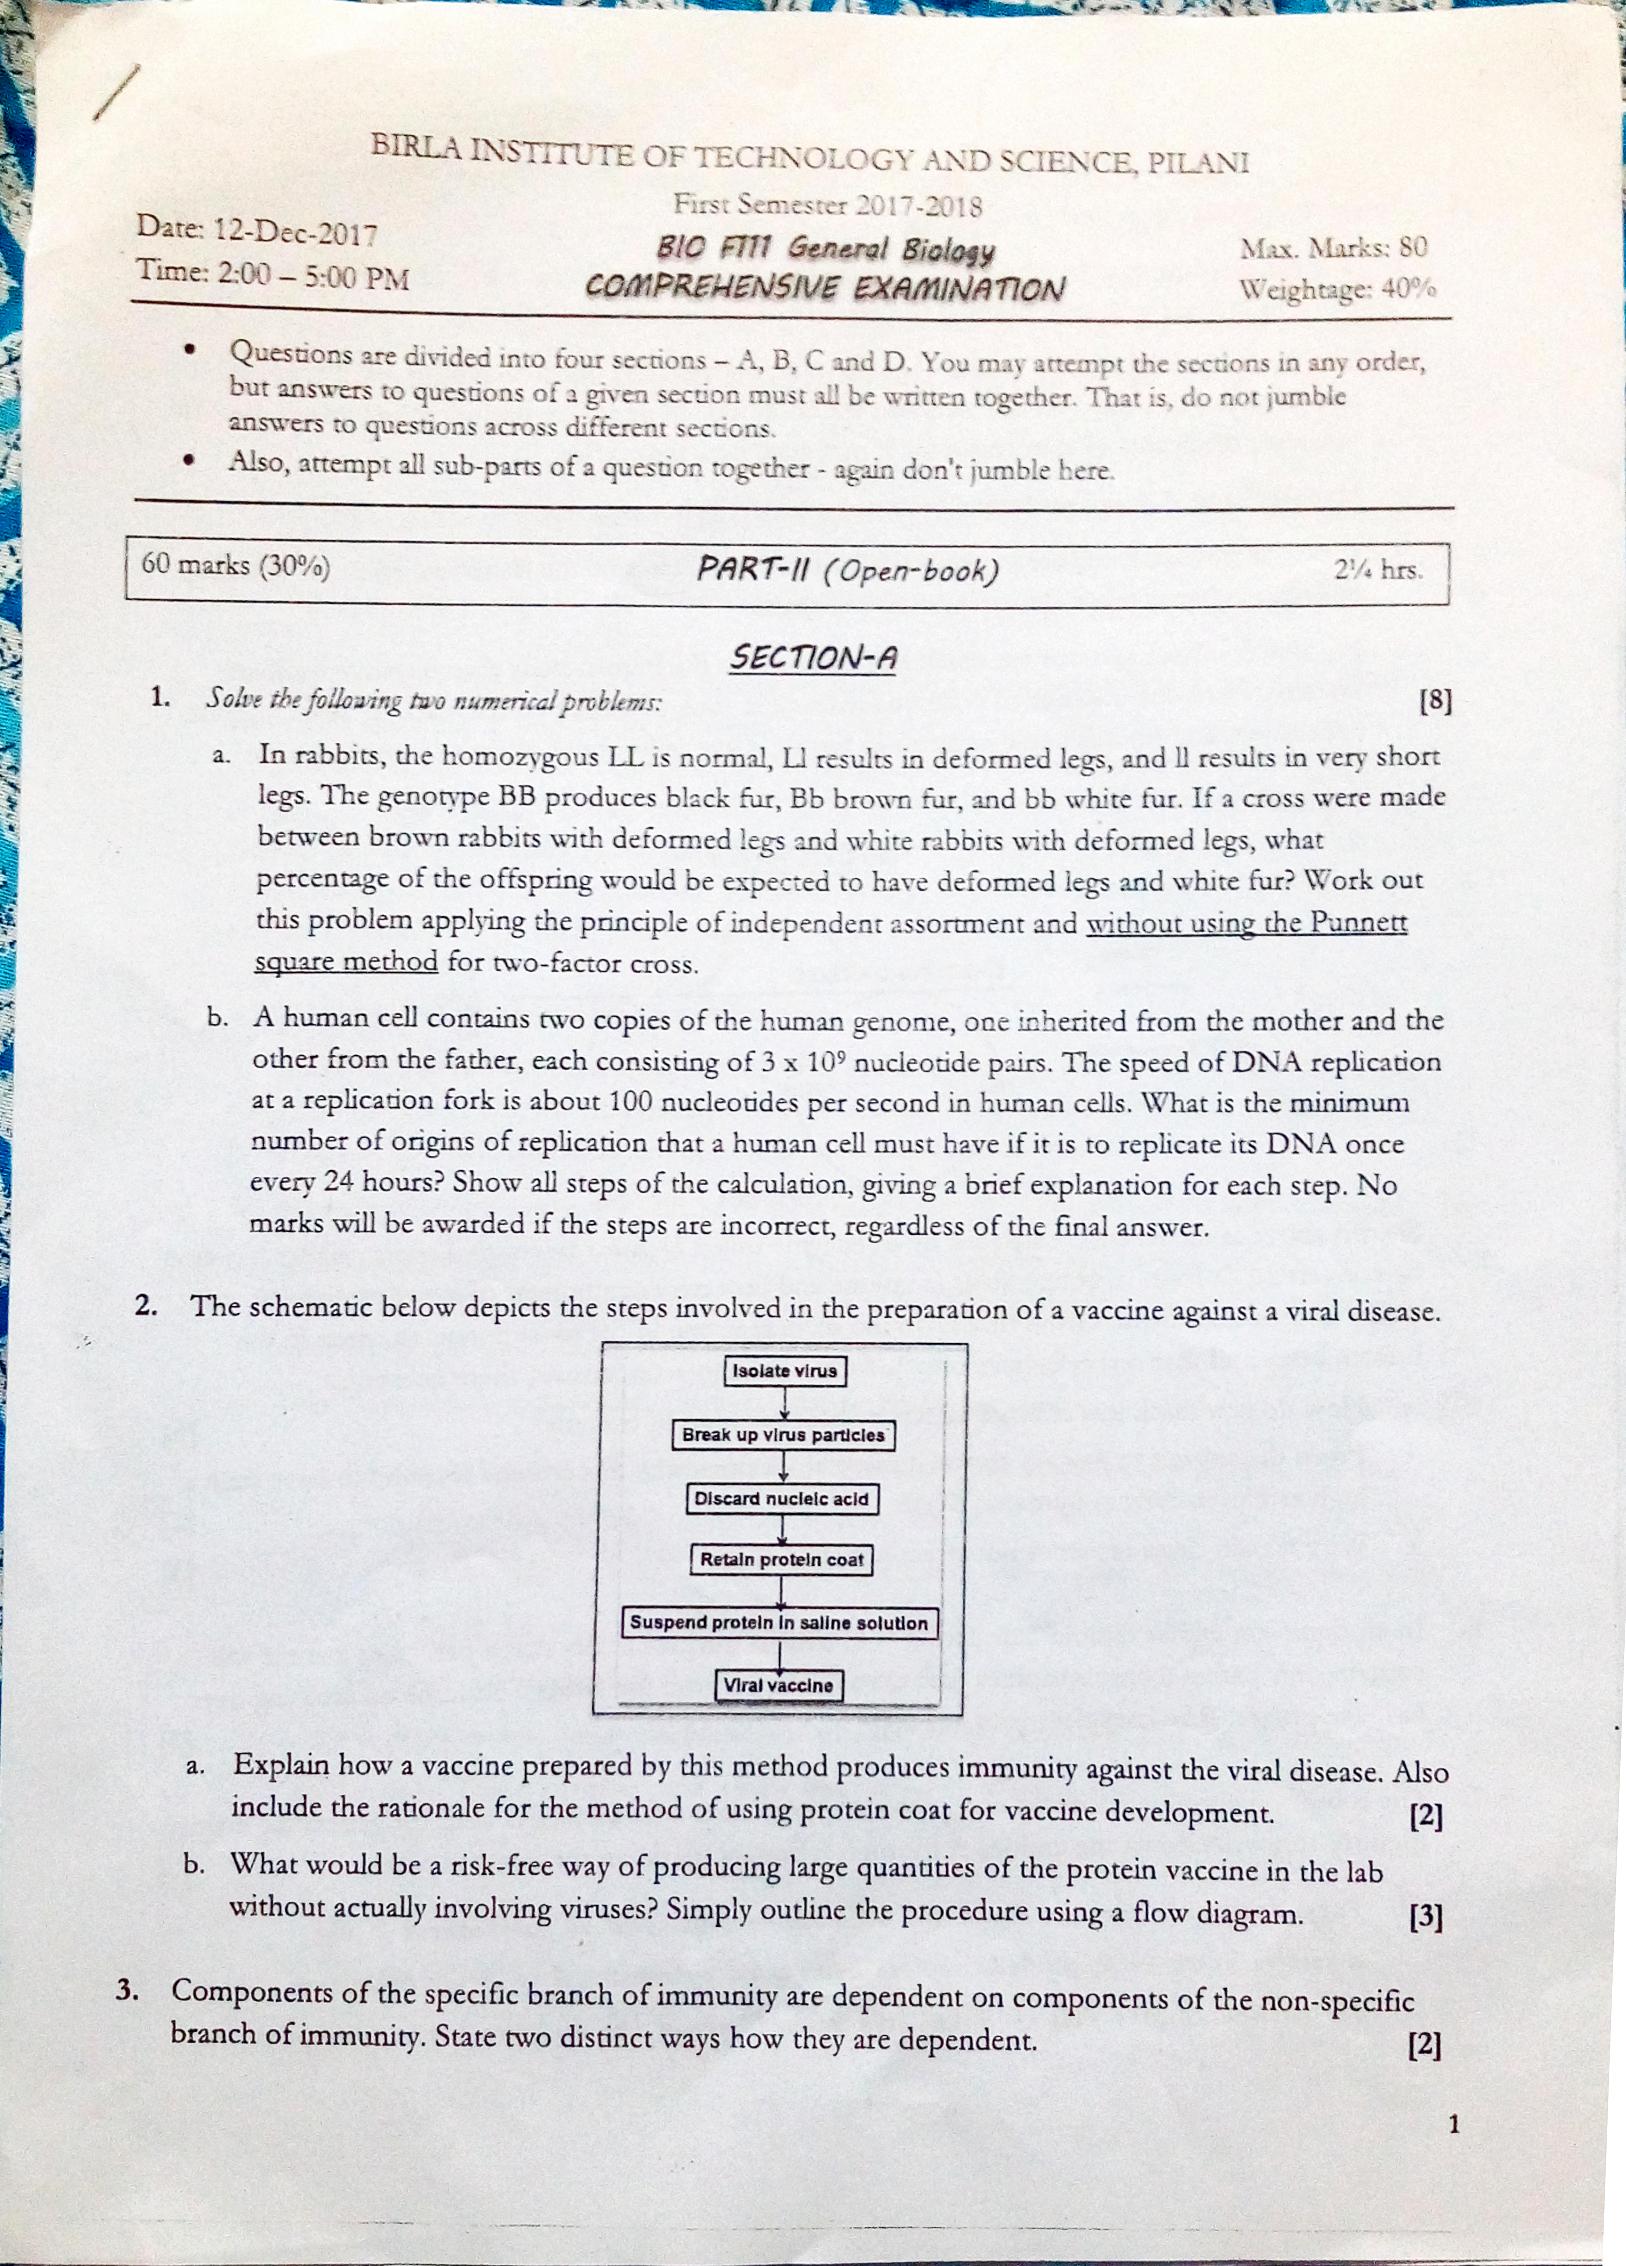 BIRLA INSTITUTE OF TECHNOLOGY AND SCIENCE, PILANI
First Semester 2017-2018
Date: 12-Dec-2017
BIO F111 General Biology
Max. Marks: 80
Time: 2:00 – 5:00 PM
COMPREHENSIVE EXAMINATION
Weightage: 40%
• Questions are divided into four sections – A, B, C and D. You may attempt the sections in any order,
but answers to questions of a given section must all be written together. That is, do not jumble
answers to questions across different sections.
• Also, attempt all sub-parts of a question together - again don't jumble here.
60 marks (30%) PART-II (Open-book) 2¼ hrs.
SECTION-A
1. Solve the following two numerical problems: [8]
a. In rabbits, the homozygous LL is normal, Ll results in deformed legs, and ll results in very short
legs. The genotype BB produces black fur, Bb brown fur, and bb white fur. If a cross were made
between brown rabbits with deformed legs and white rabbits with deformed legs, what
percentage of the offspring would be expected to have deformed legs and white fur? Work out
this problem applying the principle of independent assortment and without using the Punnett
square method for two-factor cross.
b. A human cell contains two copies of the human genome, one inherited from the mother and the
other from the father, each consisting of 3 x 10⁹ nucleotide pairs. The speed of DNA replication
at a replication fork is about 100 nucleotides per second in human cells. What is the minimum
number of origins of replication that a human cell must have if it is to replicate its DNA once
every 24 hours? Show all steps of the calculation, giving a brief explanation for each step. No
marks will be awarded if the steps are incorrect, regardless of the final answer.
2. The schematic below depicts the steps involved in the preparation of a vaccine against a viral disease.
Isolate virus
Break up virus particles
Discard nucleic acid
Retain protein coat
Suspend protein in saline solution
Viral vaccine
a. Explain how a vaccine prepared by this method produces immunity against the viral disease. Also
include the rationale for the method of using protein coat for vaccine development. [2]
b. What would be a risk-free way of producing large quantities of the protein vaccine in the lab
without actually involving viruses? Simply outline the procedure using a flow diagram. [3]
3. Components of the specific branch of immunity are dependent on components of the non-specific
branch of immunity. State two distinct ways how they are dependent. [2]
1